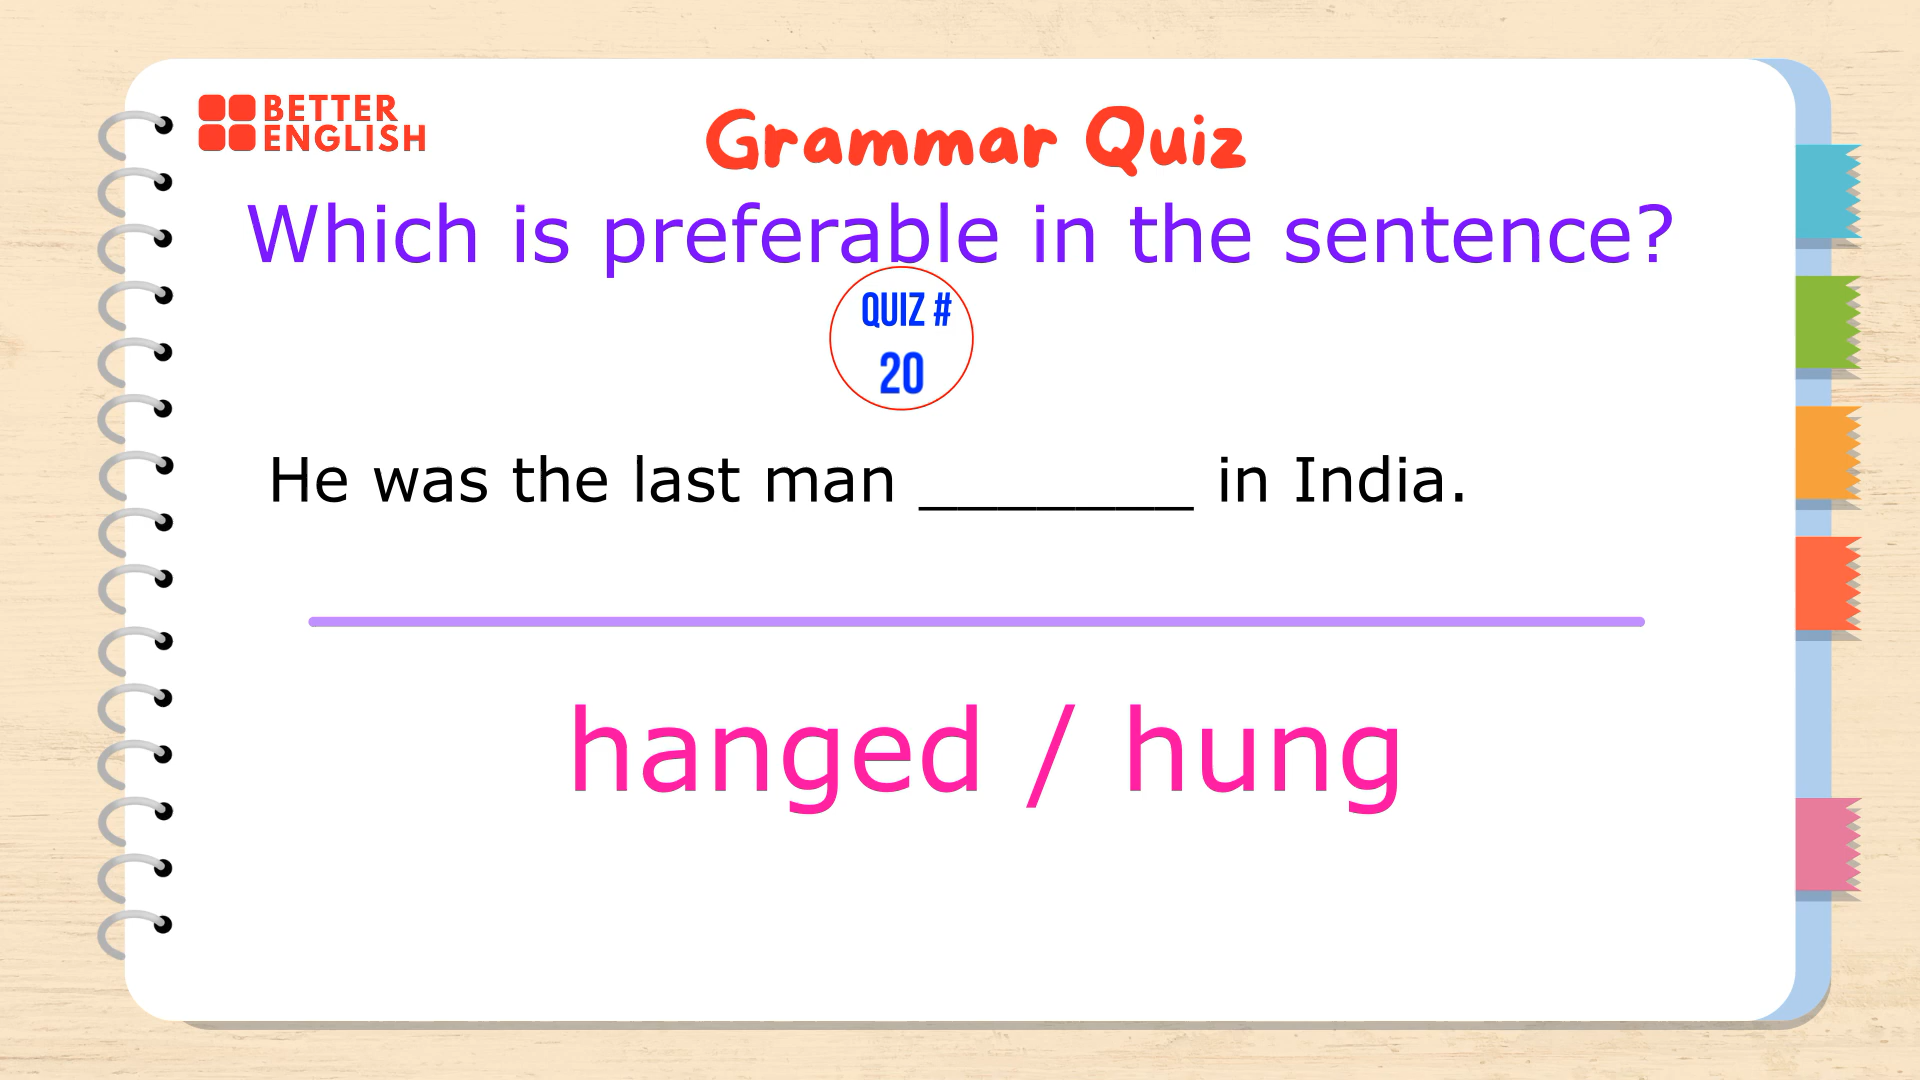 BETTER
ENGLISH
Grammar Quiz
Which is preferable in the sentence?
QUIZ #
20
He was the last man _______ in India.
hanged / hung